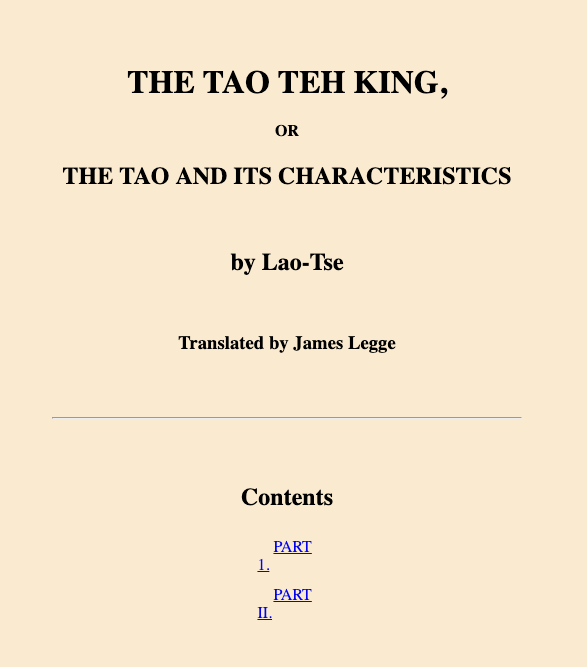 THE TAO TEH KING,
OR
THE TAO AND ITS CHARACTERISTICS
by Lao-Tse
Translated by James Legge
Contents
PART
1.
PART
II.